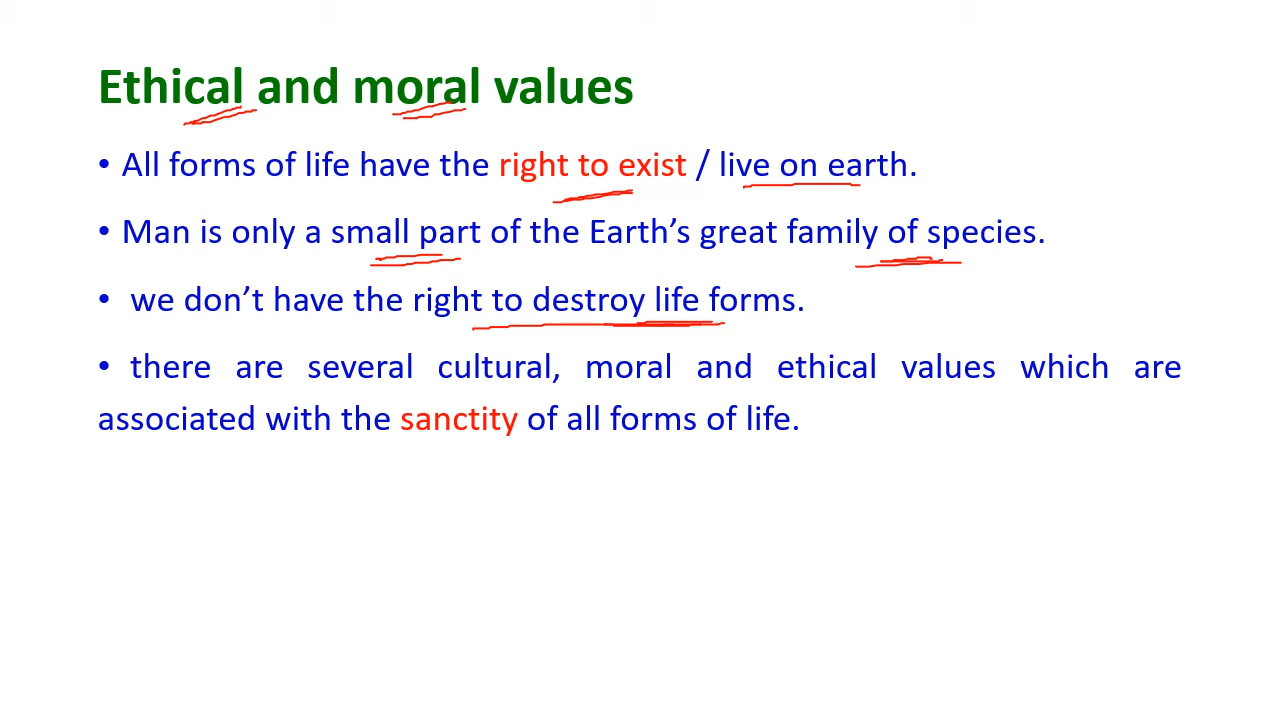 Ethical and moral values
• All forms of life have the right to exist / live on earth.
• Man is only a small part of the Earth’s great family of species.
• we don’t have the right to destroy life forms.
• there are several cultural, moral and ethical values which are
associated with the sanctity of all forms of life.